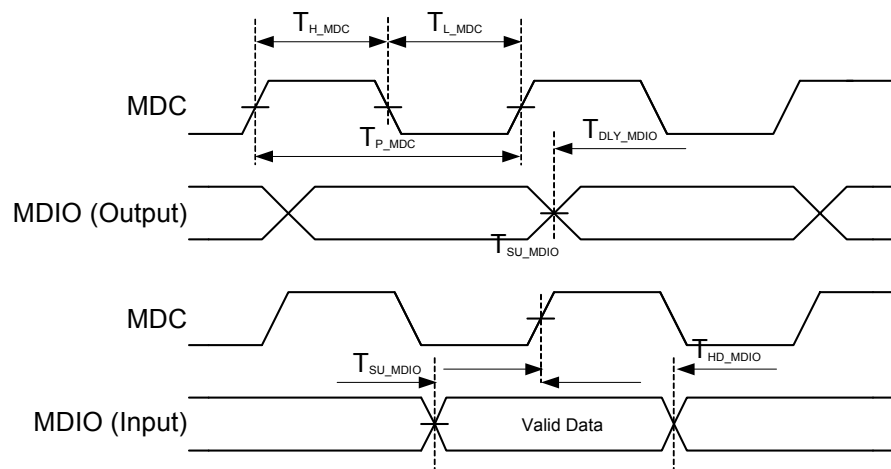 T_H_MDC T_L_MDC
MDC
T_P_MDC
T_DLY_MDIO
MDIO (Output)
T_SU_MDIO
MDC
T_SU_MDIO
T_HD_MDIO
MDIO (Input)
Valid Data